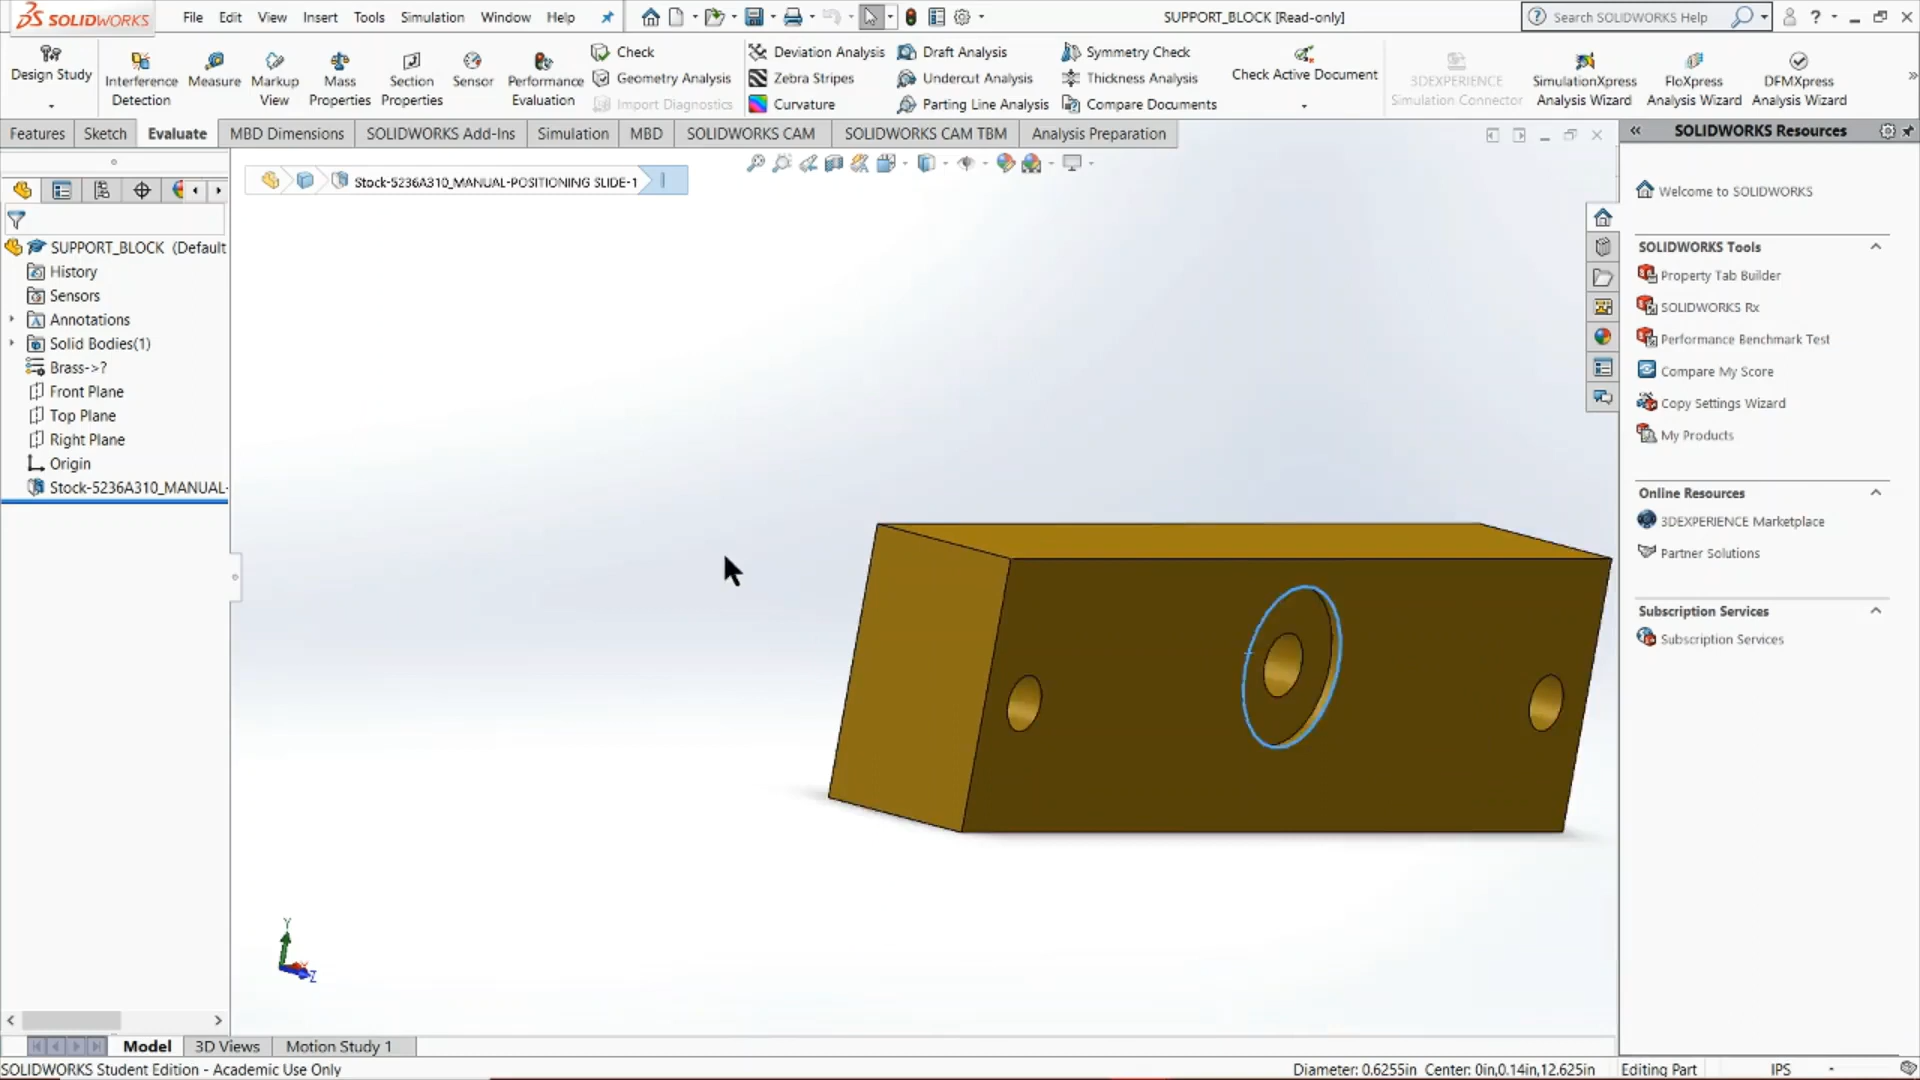 SOLIDWORKS File Edit View Insert Tools Simulation Window Help SUPPORT_BLOCK [Read-only] Search SOLIDWORKS Help
Design Study
Interference Detection
Measure
Markup View
Mass Properties
Section Properties
Sensor
Performance Evaluation
Check
Geometry Analysis
Import Diagnostics
Deviation Analysis
Zebra Stripes
Curvature
Draft Analysis
Undercut Analysis
Parting Line Analysis
Symmetry Check
Thickness Analysis
Compare Documents
Check Active Document
3DEXPERIENCE Simulation Connector
SimulationXpress Analysis Wizard
FloXpress Analysis Wizard
DFMXpress Analysis Wizard
Features Sketch Evaluate MBD Dimensions SOLIDWORKS Add-Ins Simulation MBD SOLIDWORKS CAM SOLIDWORKS CAM TBM Analysis Preparation
Stock-5236A310_MANUAL-POSITIONING SLIDE-1
SUPPORT_BLOCK (Default
History
Sensors
Annotations
Solid Bodies(1)
Brass->?
Front Plane
Top Plane
Right Plane
Origin
Stock-5236A310_MANUAL-
Y
Z
SOLIDWORKS Resources
Welcome to SOLIDWORKS
SOLIDWORKS Tools
Property Tab Builder
SOLIDWORKS Rx
Performance Benchmark Test
Compare My Score
Copy Settings Wizard
My Products
Online Resources
3DEXPERIENCE Marketplace
Partner Solutions
Subscription Services
Subscription Services
Model 3D Views Motion Study 1
SOLIDWORKS Student Edition - Academic Use Only Diameter: 0.6255in Center: 0in,0.14in,12.625in Editing Part IPS -